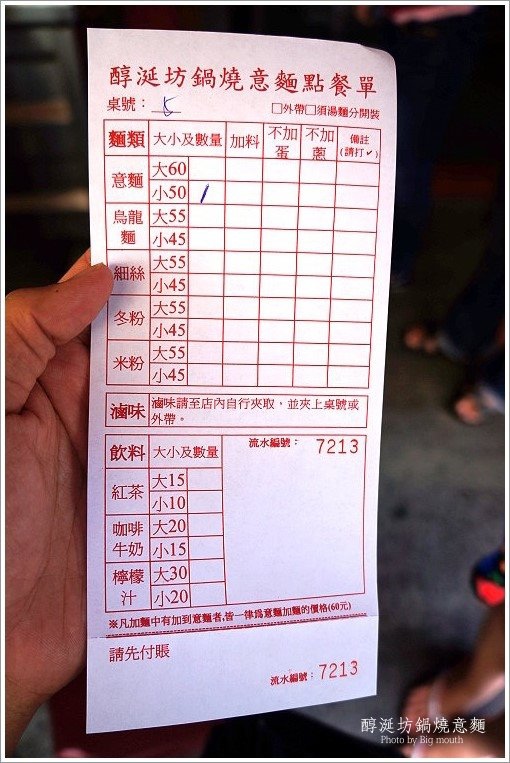 醇涎坊鍋燒意麵點餐單
桌號： 5
□外帶□須湯麵分開裝
麵類 大小及數量 加料 不加蛋 不加蔥 備註(請打✓)
意麵 大60
小50 /
烏龍麵 大55
小45
細絲 大55
小45
冬粉 大55
小45
米粉 大55
小45
滷味 滷味請至店內自行夾取，並夾上桌號或
外帶。
飲料 大小及數量 流水編號： 7213
紅茶 大15
小10
咖啡牛奶 大20
小15
檸檬汁 大30
小20
※凡加麵中有加到意麵者,皆一律爲意麵加麵的價格(60元)
請先付賬
流水編號： 7213
醇涎坊鍋燒意麵
Photo by Big mouth